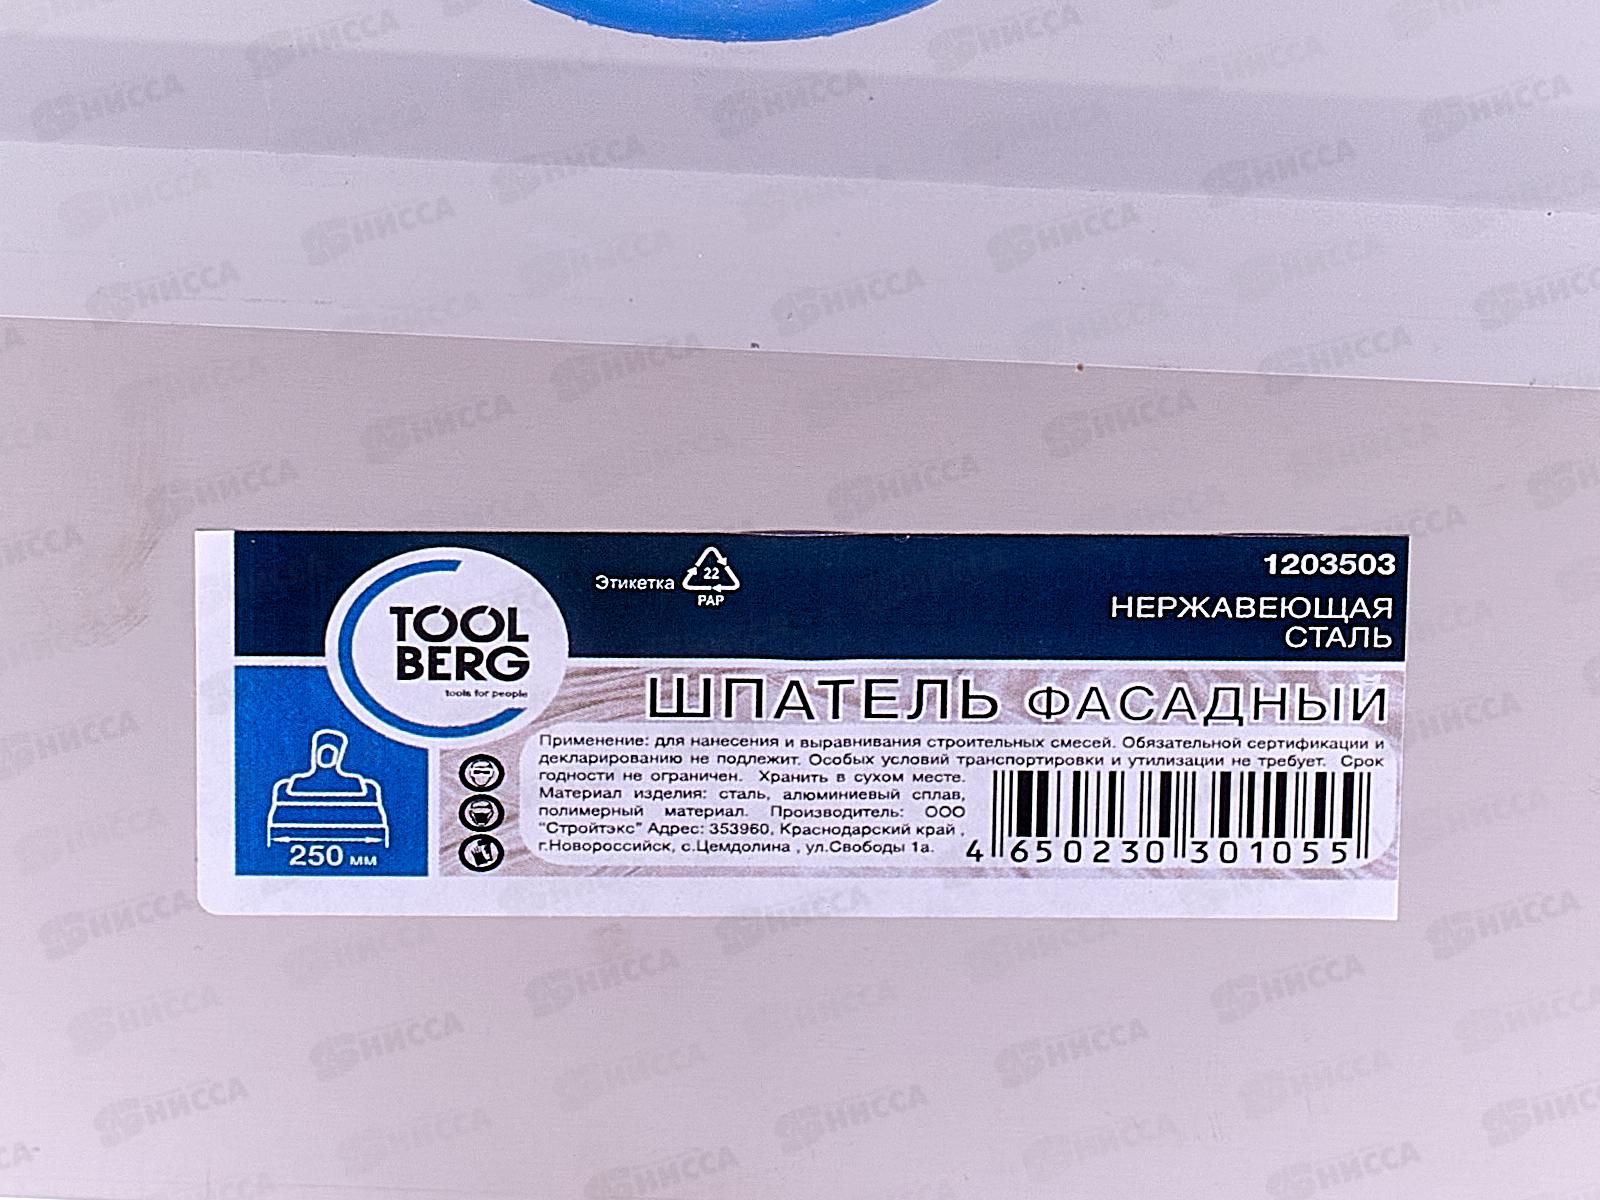 1203503
Этикетка 22
PAP
НЕРЖАВЕЮЩАЯ
СТАЛЬ
TOOL
BERG
tools for people
ШПАТЕЛЬ ФАСАДНЫЙ
Применение: для нанесения и выравнивания строительных смесей. Обязательной сертификации и
декларированию не подлежит. Особых условий транспортировки и утилизации не требует. Срок
годности не ограничен. Хранить в сухом месте.
Материал изделия: сталь, алюминиевый сплав,
полимерный материал. Производитель: ООО
"Стройтэкс" Адрес: 353960, Краснодарский край ,
г.Новороссийск, с.Цемдолина , ул.Свободы 1а.
250 мм
4 650230 301055
НИССА